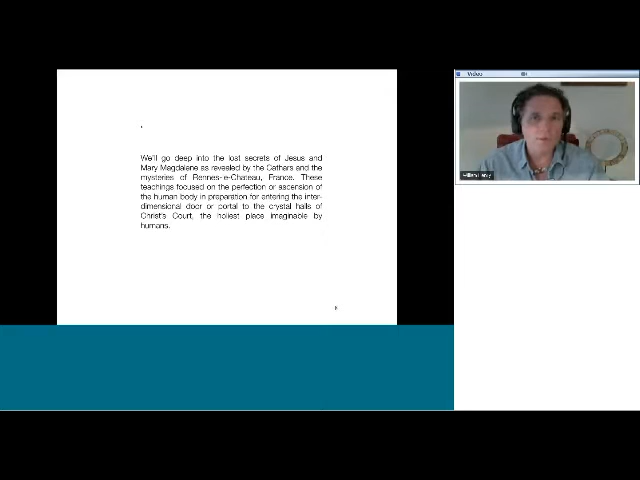 Video
We'll go deep into the lost secrets of Jesus and
Mary Magdalene as revealed by the Cathars and the
mysteries of Rennes-le-Chateau, France. These
teachings focused on the perfection or ascension of
the human body in preparation for entering the inter-
dimensional door or portal to the crystal halls of
Christ's Court, the holiest place imaginable by
humans.
William Henry